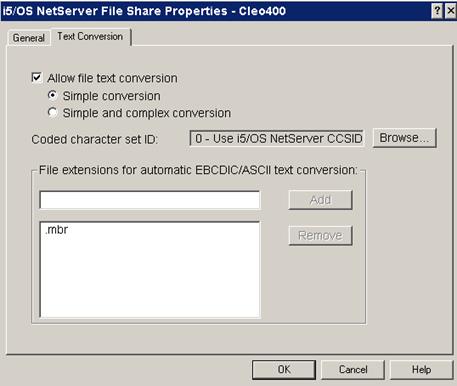 i5/OS NetServer File Share Properties - Cleo400
General
Text Conversion
Allow file text conversion
Simple conversion
Simple and complex conversion
Coded character set ID:
0 - Use i5/OS NetServer CCSID
Browse...
File extensions for automatic EBCDIC/ASCII text conversion:
Add
.mbr
Remove
OK
Cancel
Help